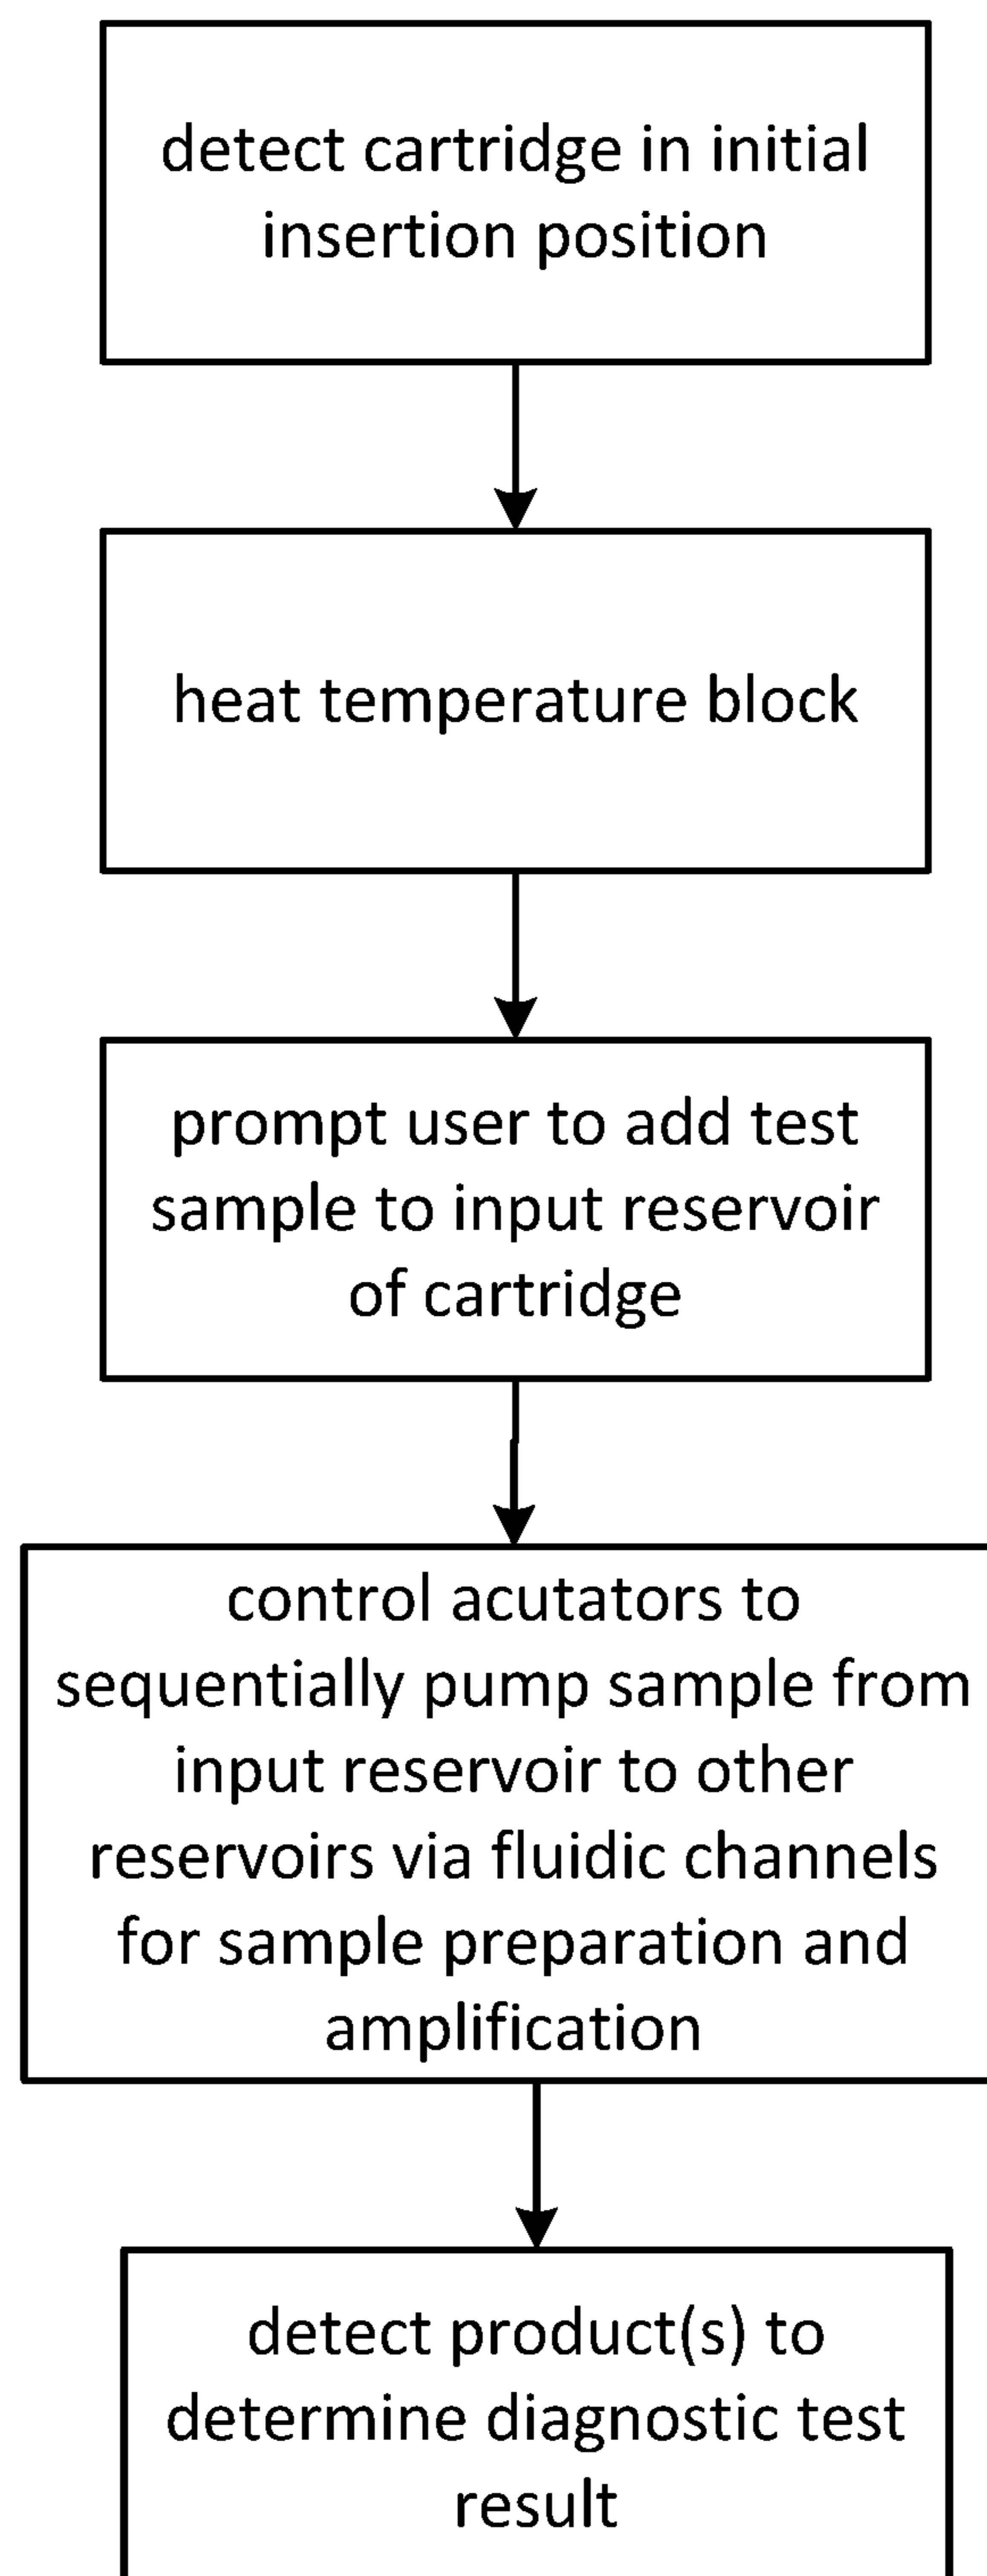 detect cartridge in initial
insertion position
heat temperature block
prompt user to add test
sample to input reservoir
of cartridge
control acutators to
sequentially pump sample from
input reservoir to other
reservoirs via fluidic channels
for sample preparation and
amplification
detect product(s) to
determine diagnostic test
result